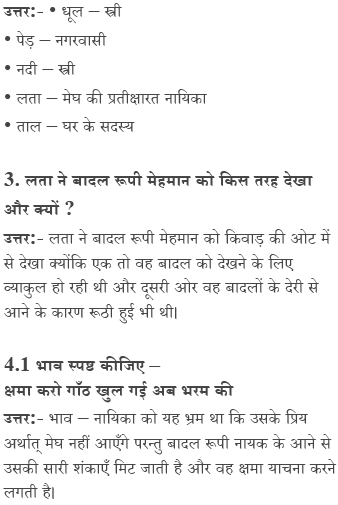 उत्तर:- • धूल – स्त्री
• पेड़ – नगरवासी
• नदी – स्त्री
• लता – मेघ की प्रतीक्षारत नायिका
• ताल – घर के सदस्य
3. लता ने बादल रूपी मेहमान को किस तरह देखा
और क्यों ?
उत्तर:- लता ने बादल रूपी मेहमान को किवाड़ की ओट में
से देखा क्योंकि एक तो वह बादल को देखने के लिए
व्याकुल हो रही थी और दूसरी ओर वह बादलों के देरी से
आने के कारण रूठी हुई भी थी।
4.1 भाव स्पष्ट कीजिए –
क्षमा करो गाँठ खुल गई अब भरम की
उत्तर:- भाव – नायिका को यह भ्रम था कि उसके प्रिय
अर्थात् मेघ नहीं आएँगे परन्तु बादल रूपी नायक के आने से
उसकी सारी शंकाएँ मिट जाती है और वह क्षमा याचना करने
लगती है।